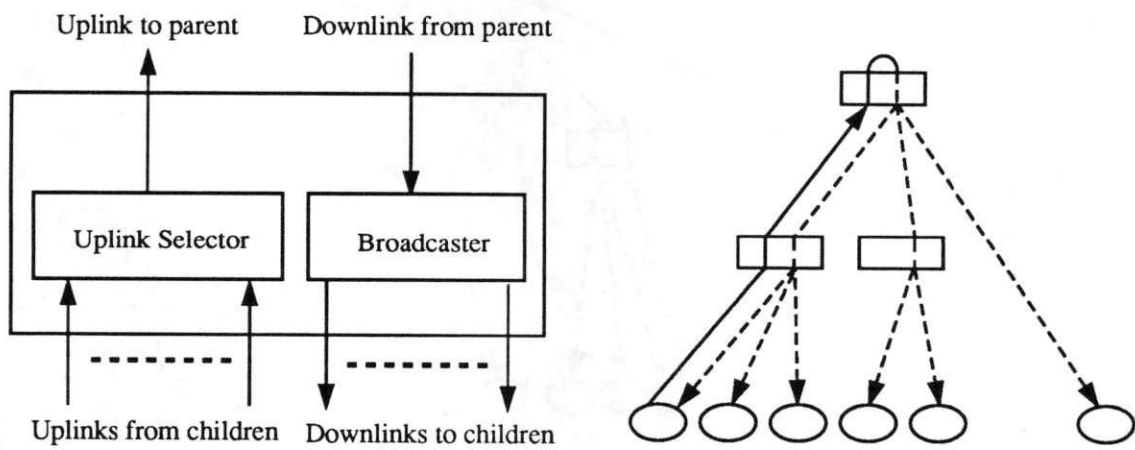 Uplink to parent
Downlink from parent
Uplink Selector
Broadcaster
Uplinks from children
Downlinks to children